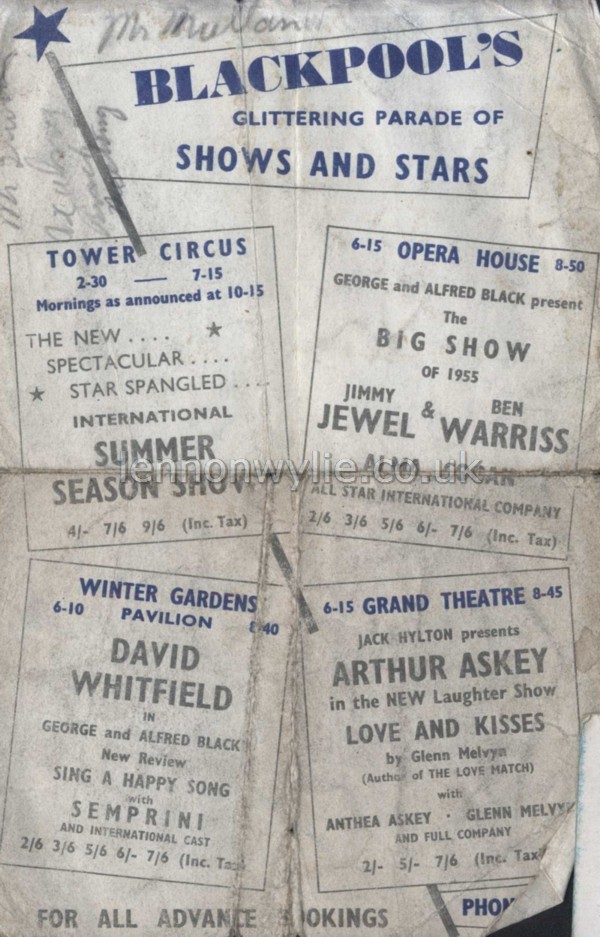 Mr
BLACKPOOL'S
GLITTERING PARADE OF
SHOWS AND STARS
TOWER CIRCUS
2-30 — 7-15
Mornings as announced at 10-15
THE NEW ....
SPECTACULAR ....
STAR SPANGLED ....
INTERNATIONAL
SUMMER
SEASON SHOW
4/- 7/6 9/6 (Inc. Tax)
6-15 OPERA HOUSE 8-50
GEORGE and ALFRED BLACK present
The
BIG SHOW
OF 1955
JIMMY BEN
JEWEL & WARRISS
ALMA
ALL STAR INTERNATIONAL COMPANY
2/6 3/6 5/6 6/- 7/6 (Inc. Tax)
lennonwylie.co.uk
WINTER GARDENS
6-10 PAVILION 8-40
DAVID
WHITFIELD
IN
GEORGE and ALFRED BLACK'
New Review
SING A HAPPY SONG
with
SEMPRINI
AND INTERNATIONAL CAST
2/6 3/6 5/6 6/- 7/6 (Inc. Ta
6-15 GRAND THEATRE 8-45
JACK HYLTON presents
ARTHUR ASKEY
in the NEW Laughter Show
LOVE AND KISSES
by Glenn Melvyn
(Author of THE LOVE MATCH)
with
ANTHEA ASKEY · GLENN MELVY
AND FULL COMPANY
2/- 5/- 7/6 (Inc. Tax
FOR ALL ADVANCE BOOKINGS
PHON